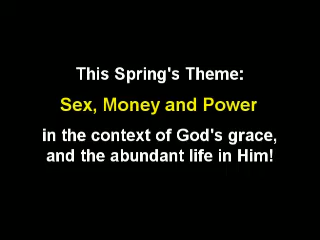 This Spring's Theme:
Sex, Money and Power
in the context of God's grace,
and the abundant life in Him!